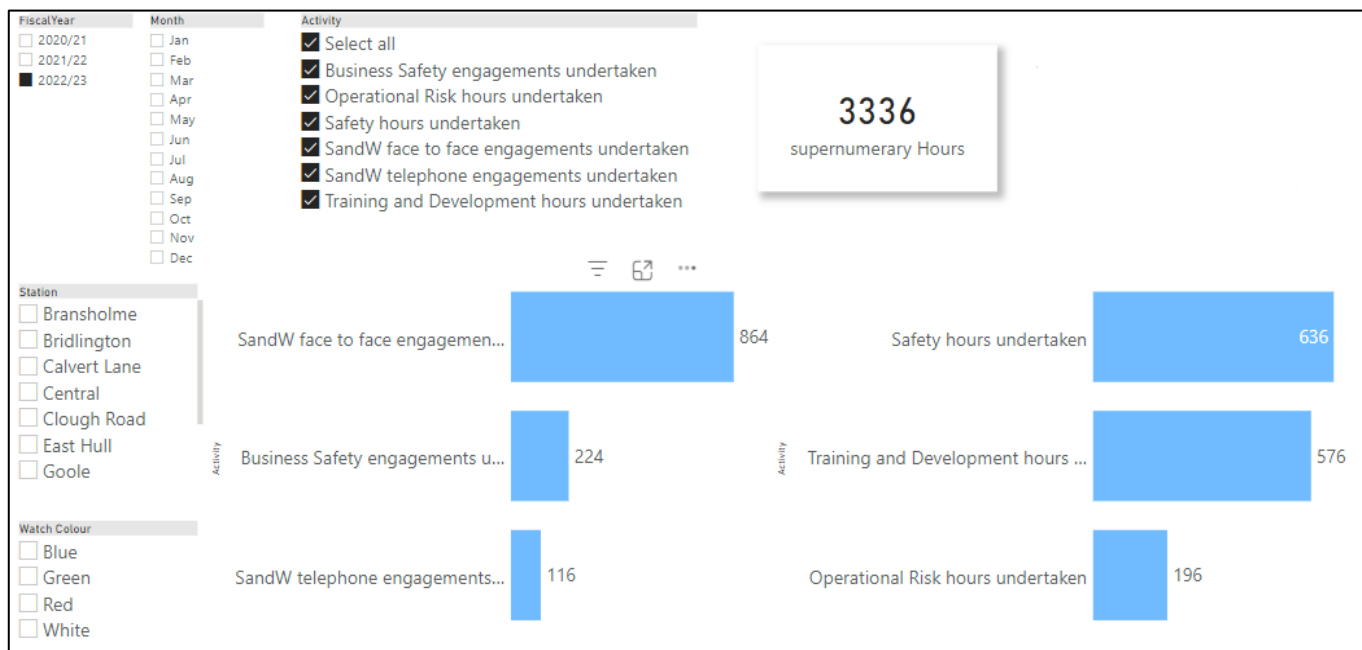 FiscalYear
2020/21
2021/22
2022/23
Month
Jan
Feb
Mar
Apr
May
Jun
Jul
Aug
Sep
Oct
Nov
Dec
Activity
Select all
Business Safety engagements undertaken
Operational Risk hours undertaken
Safety hours undertaken
SandW face to face engagements undertaken
SandW telephone engagements undertaken
Training and Development hours undertaken
3336
supernumerary Hours
Station
Bransholme
Bridlington
Calvert Lane
Central
Clough Road
East Hull
Goole
Watch Colour
Blue
Green
Red
White
Activity
SandW face to face engagemen... 864
Business Safety engagements u... 224
SandW telephone engagements... 116
Activity
Safety hours undertaken 636
Training and Development hours ... 576
Operational Risk hours undertaken 196